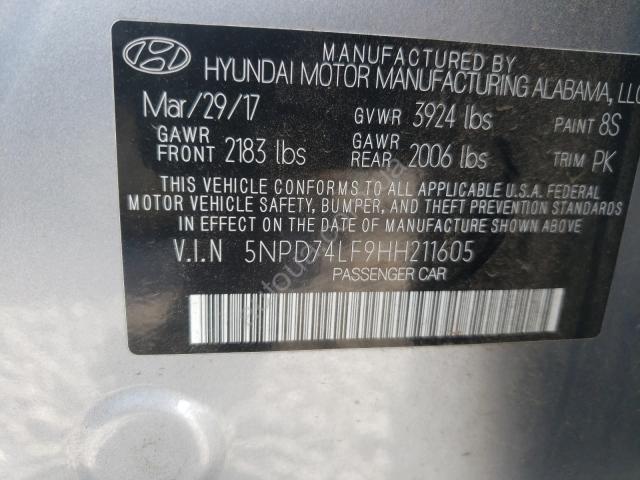 MANUFACTURED BY
HYUNDAI MOTOR MANUFACTURING ALABAMA, LLC
Mar/29/17 GVWR 3924 lbs PAINT 8S
GAWR FRONT 2183 lbs GAWR REAR 2006 lbs TRIM PK
THIS VEHICLE CONFORMS TO ALL APPLICABLE U.S.A. FEDERAL
MOTOR VEHICLE SAFETY, BUMPER, AND THEFT PREVENTION STANDARDS
IN EFFECT ON THE DATE OF MANUFACTURE SHOWN ABOVE.
V.I.N 5NPD74LF9HH211605
PASSENGER CAR